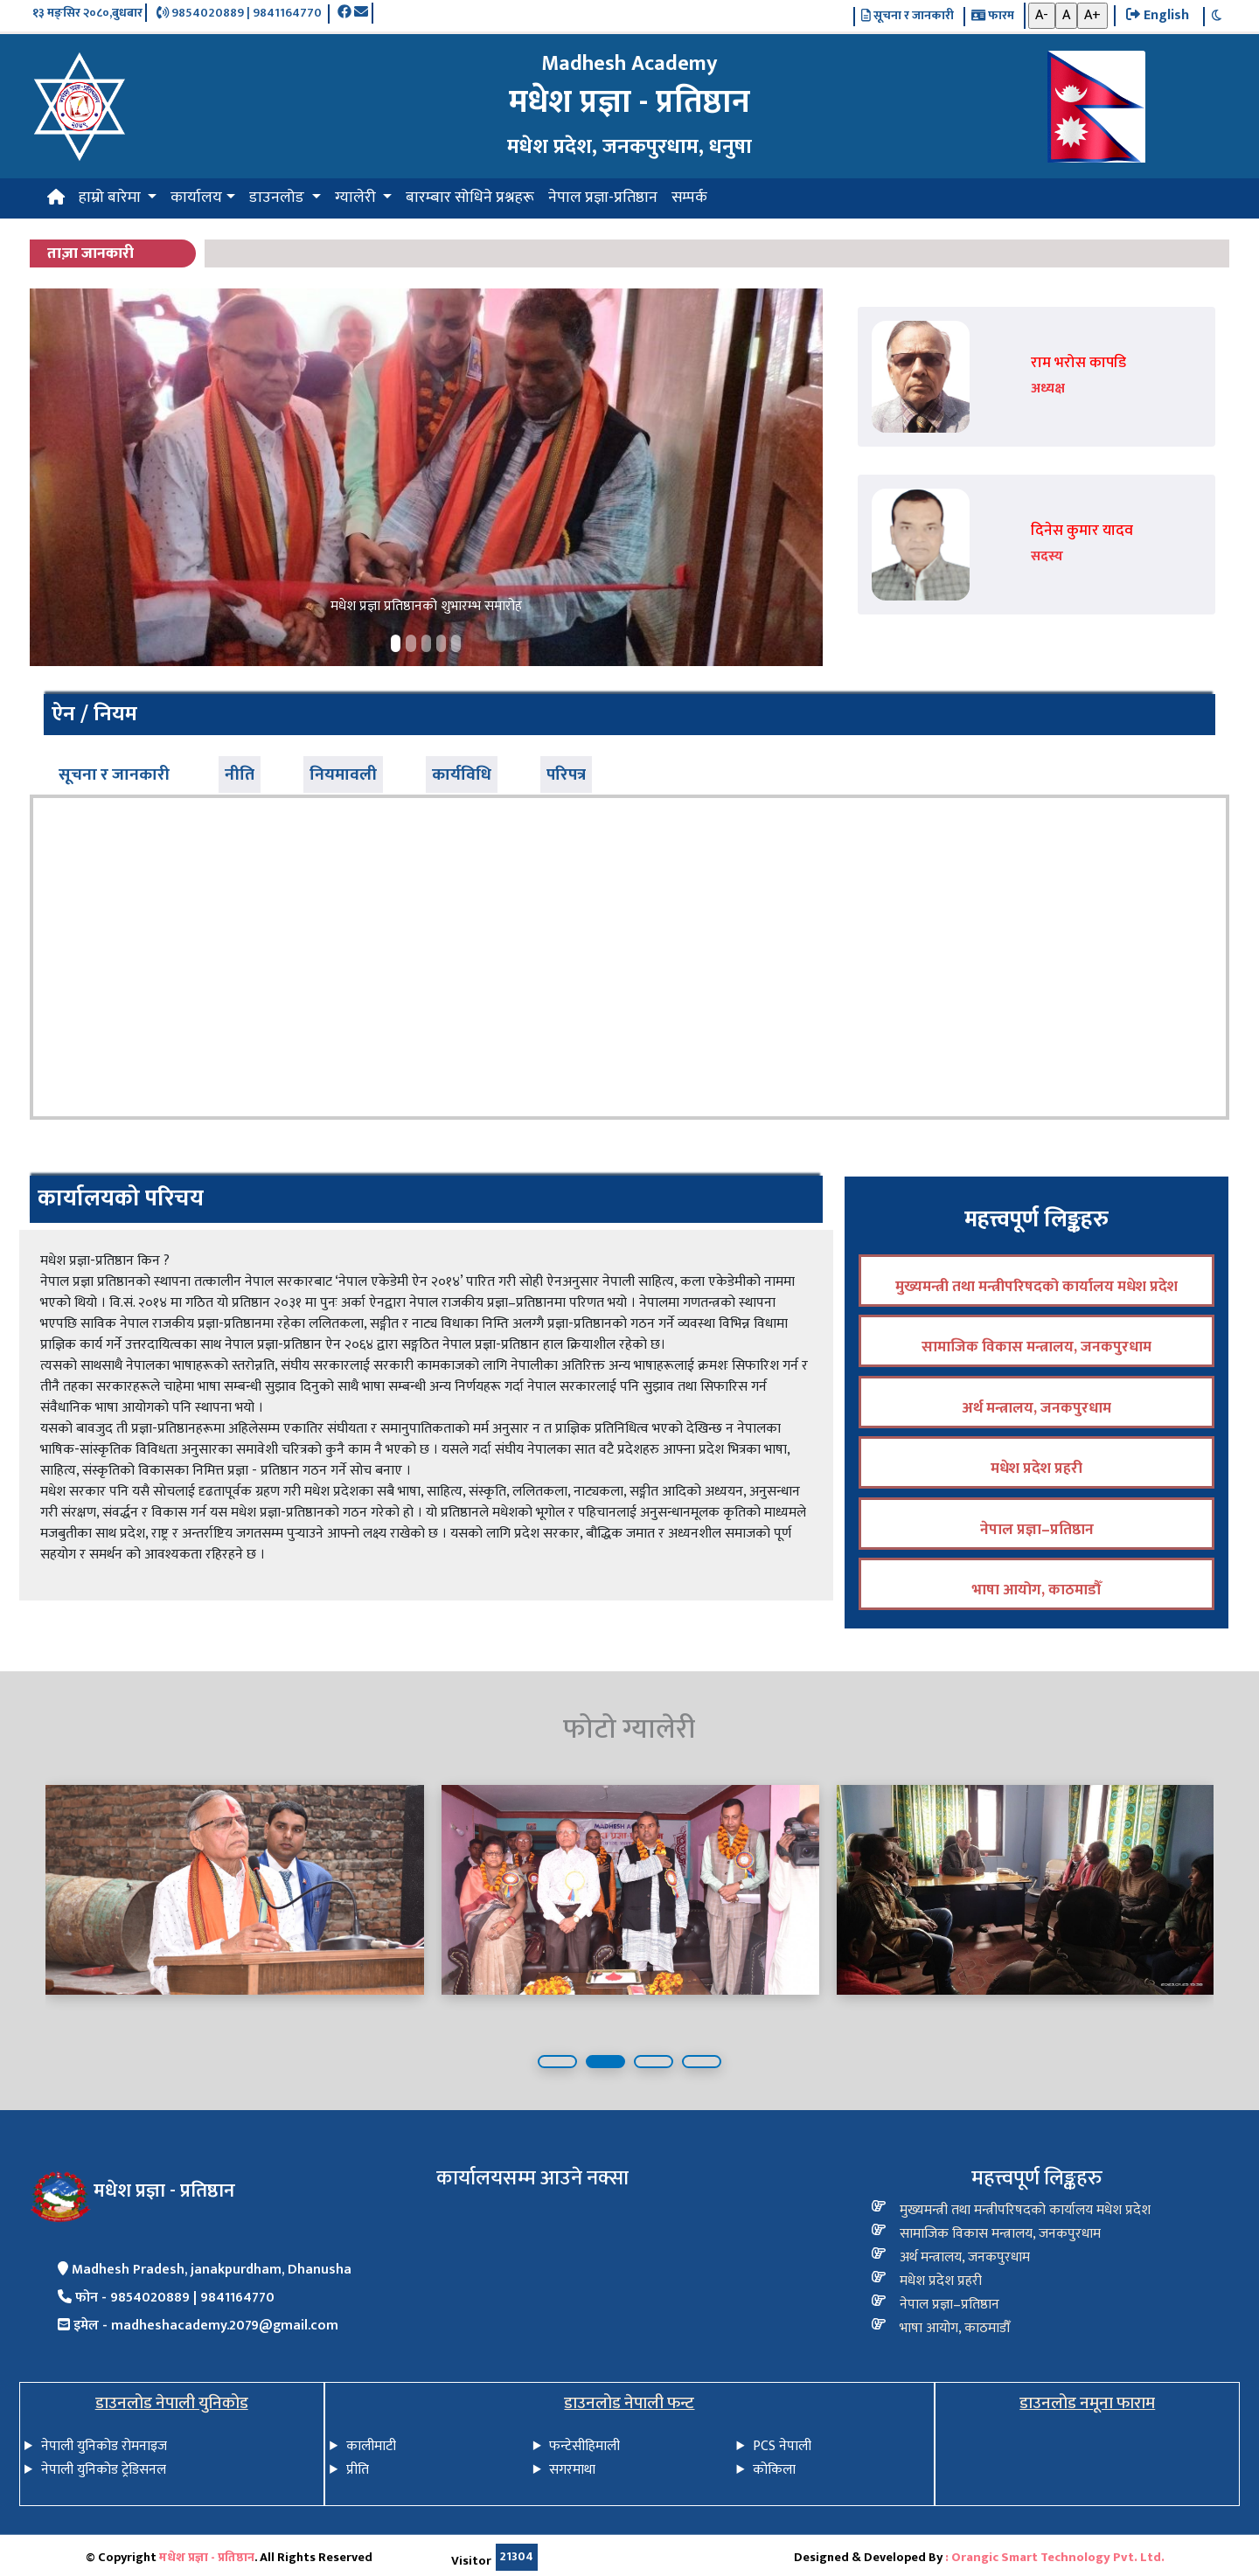 १३ मङ्सिर २०८०,बुधबार 9854020889 | 9841164770 सूचना र जानकारी फारम A- A A+ English
Madhesh Academy
मधेश प्रज्ञा - प्रतिष्ठान
मधेश प्रदेश, जनकपुरधाम, धनुषा
हाम्रो बारेमा कार्यालय डाउनलोड ग्यालेरी बारम्बार सोधिने प्रश्नहरू नेपाल प्रज्ञा-प्रतिष्ठान सम्पर्क
ताज़ा जानकारी
राम भरोस कापडि
अध्यक्ष
दिनेस कुमार यादव
सदस्य
मधेश प्रज्ञा प्रतिष्ठानको शुभारम्भ समारोह
ऐन / नियम
सूचना र जानकारी नीति नियमावली कार्यविधि परिपत्र
कार्यालयको परिचय
मधेश प्रज्ञा-प्रतिष्ठान किन ?
नेपाल प्रज्ञा प्रतिष्ठानको स्थापना तत्कालीन नेपाल सरकारबाट ‘नेपाल एकेडेमी ऐन २०१४’ पारित गरी सोही ऐनअनुसार नेपाली साहित्य, कला एकेडेमीको नाममा
भएको थियो । वि.सं. २०१४ मा गठित यो प्रतिष्ठान २०३१ मा पुनः अर्का ऐनद्वारा नेपाल राजकीय प्रज्ञा–प्रतिष्ठानमा परिणत भयो । नेपालमा गणतन्त्रको स्थापना
भएपछि साविक नेपाल राजकीय प्रज्ञा-प्रतिष्ठानमा रहेका ललितकला, सङ्गीत र नाट्य विधाका निम्ति अलग्गै प्रज्ञा-प्रतिष्ठानको गठन गर्ने व्यवस्था विभिन्न विधामा
प्राज्ञिक कार्य गर्ने उत्तरदायित्वका साथ नेपाल प्रज्ञा-प्रतिष्ठान ऐन २०६४ द्वारा सङ्गठित नेपाल प्रज्ञा-प्रतिष्ठान हाल क्रियाशील रहेको छ।
त्यसको साथसाथै नेपालका भाषाहरूको स्तरोन्नति, संघीय सरकारलाई सरकारी कामकाजको लागि नेपालीका अतिरिक्त अन्य भाषाहरूलाई क्रमशः सिफारिश गर्न र
तीनै तहका सरकारहरूले चाहेमा भाषा सम्बन्धी सुझाव दिनुको साथै भाषा सम्बन्धी अन्य निर्णयहरू गर्दा नेपाल सरकारलाई पनि सुझाव तथा सिफारिस गर्न
संवैधानिक भाषा आयोगको पनि स्थापना भयो ।
यसको बावजुद ती प्रज्ञा-प्रतिष्ठानहरूमा अहिलेसम्म एकातिर संघीयता र समानुपातिकताको मर्म अनुसार न त प्राज्ञिक प्रतिनिधित्व भएको देखिन्छ न नेपालका
भाषिक-सांस्कृतिक विविधता अनुसारका समावेशी चरित्रको कुनै काम नै भएको छ । यसले गर्दा संघीय नेपालका सात वटै प्रदेशहरु आफ्ना प्रदेश भित्रका भाषा,
साहित्य, संस्कृतिको विकासका निमित्त प्रज्ञा - प्रतिष्ठान गठन गर्ने सोच बनाए ।
मधेश सरकार पनि यसै सोचलाई दृढतापूर्वक ग्रहण गरी मधेश प्रदेशका सबै भाषा, साहित्य, संस्कृति, ललितकला, नाट्यकला, सङ्गीत आदिको अध्ययन, अनुसन्धान
गरी संरक्षण, संवर्द्धन र विकास गर्न यस मधेश प्रज्ञा-प्रतिष्ठानको गठन गरेको हो । यो प्रतिष्ठानले मधेशको भूगोल र पहिचानलाई अनुसन्धानमूलक कृतिको माध्यमले
मजबुतीका साथ प्रदेश, राष्ट्र र अन्तर्राष्टिय जगतसम्म पुऱ्याउने आफ्नो लक्ष्य राखेको छ । यसको लागि प्रदेश सरकार, बौद्धिक जमात र अध्यनशील समाजको पूर्ण
सहयोग र समर्थन को आवश्यकता रहिरहने छ ।
महत्त्वपूर्ण लिङ्कहरु
मुख्यमन्त्री तथा मन्त्रीपरिषदको कार्यालय मधेश प्रदेश
सामाजिक विकास मन्त्रालय, जनकपुरधाम
अर्थ मन्त्रालय, जनकपुरधाम
मधेश प्रदेश प्रहरी
नेपाल प्रज्ञा–प्रतिष्ठान
भाषा आयोग, काठमाडौँ
फोटो ग्यालेरी
MADHESH ACADEMY
मधेश प्रज्ञा - प्रतिष्ठान
Madhesh Pradesh, janakpurdham, Dhanusha
फोन - 9854020889 | 9841164770
इमेल - madheshacademy.2079@gmail.com
कार्यालयसम्म आउने नक्सा
महत्त्वपूर्ण लिङ्कहरु
मुख्यमन्त्री तथा मन्त्रीपरिषदको कार्यालय मधेश प्रदेश
सामाजिक विकास मन्त्रालय, जनकपुरधाम
अर्थ मन्त्रालय, जनकपुरधाम
मधेश प्रदेश प्रहरी
नेपाल प्रज्ञा–प्रतिष्ठान
भाषा आयोग, काठमाडौँ
डाउनलोड नेपाली युनिकोड
नेपाली युनिकोड रोमनाइज
नेपाली युनिकोड ट्रेडिसनल
डाउनलोड नेपाली फन्ट
कालीमाटी फन्टेसीहिमाली PCS नेपाली
प्रीति सगरमाथा कोकिला
डाउनलोड नमूना फाराम
© Copyright मधेश प्रज्ञा - प्रतिष्ठान. All Rights Reserved Visitor 21304 Designed & Developed By : Orangic Smart Technology Pvt. Ltd.